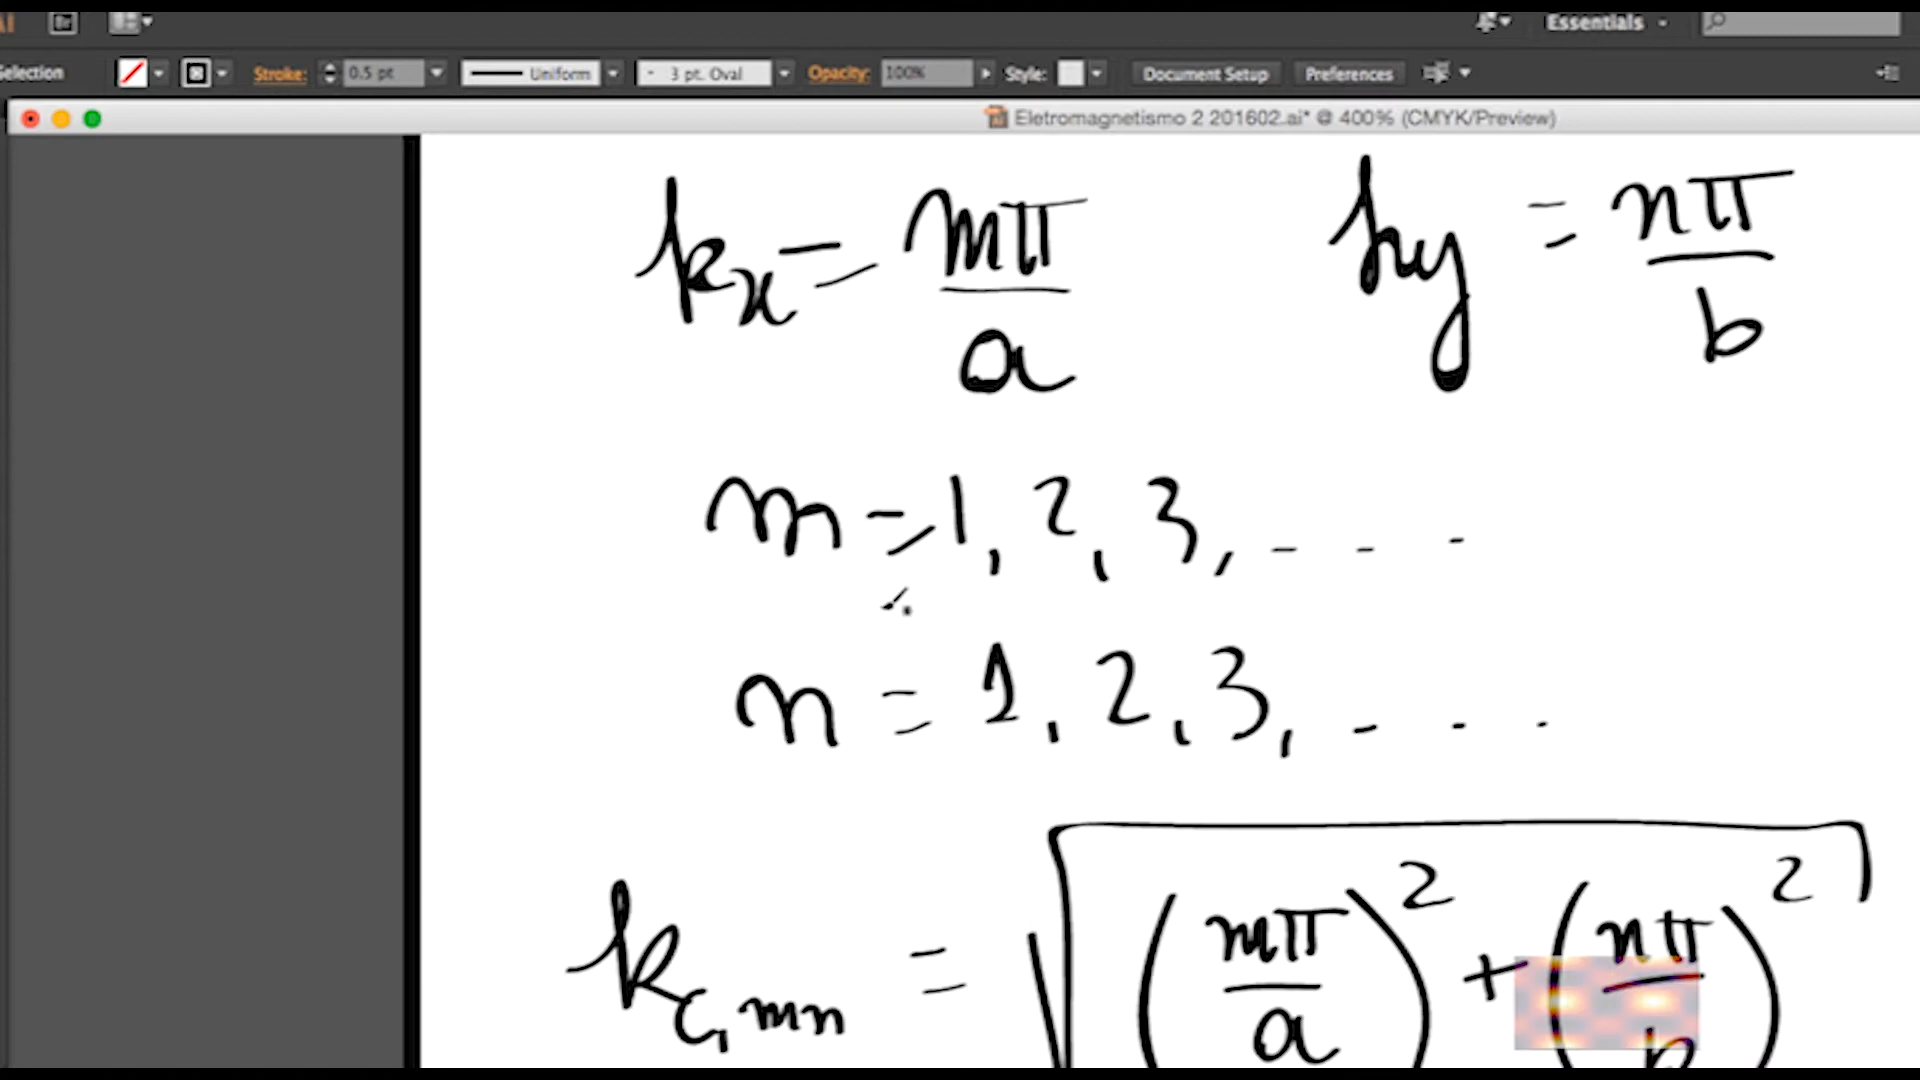 Ai Br Essentials
Selection Stroke: 0.5 pt Uniform 3 pt. Oval Opacity: 100% Style: Document Setup Preferences
Eletromagnetismo 2 201602.ai* @ 400% (CMYK/Preview)
kx = mπ/a ky = nπ/b
m = 1, 2, 3, . . .
n = 1, 2, 3, . . .
kc,mn = √((mπ/a)² + (nπ/b)²)